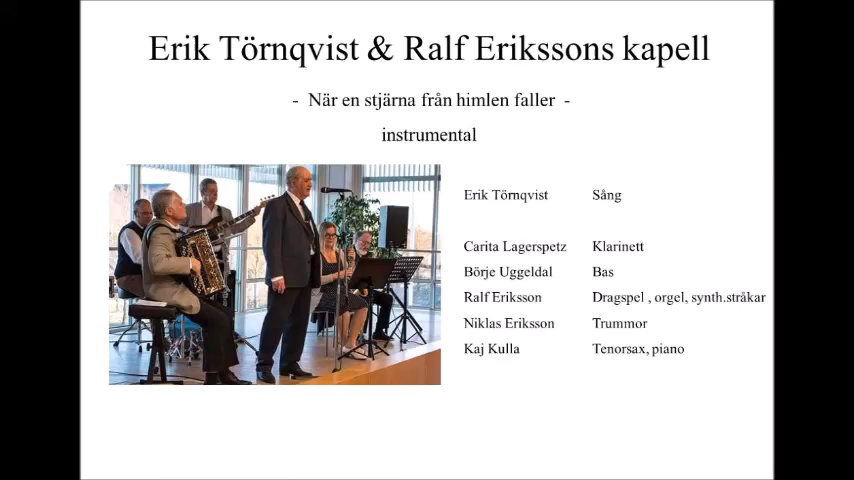 Erik Törnqvist & Ralf Erikssons kapell
- När en stjärna från himlen faller -
instrumental
Erik Törnqvist Sång
Carita Lagerspetz Klarinett
Börje Uggeldal Bas
Ralf Eriksson Dragspel , orgel, synth.stråkar
Niklas Eriksson Trummor
Kaj Kulla Tenorsax, piano